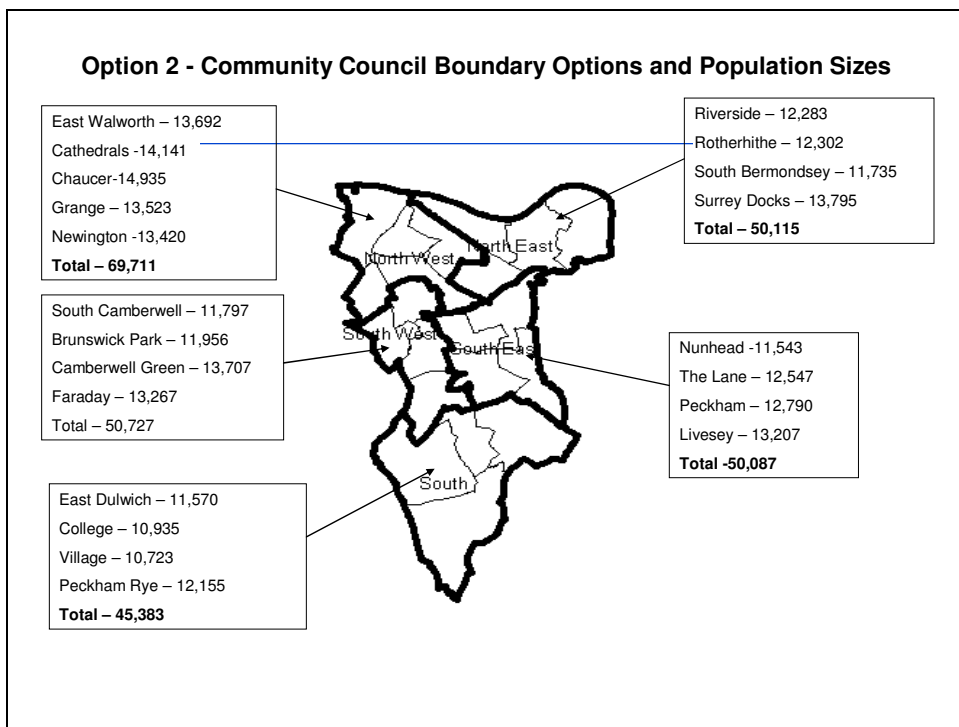 Option 2 - Community Council Boundary Options and Population Sizes
East Walworth – 13,692
Cathedrals -14,141
Chaucer-14,935
Grange – 13,523
Newington -13,420
Total – 69,711
Riverside – 12,283
Rotherhithe – 12,302
South Bermondsey – 11,735
Surrey Docks – 13,795
Total – 50,115
North West
North East
South Camberwell – 11,797
Brunswick Park – 11,956
Camberwell Green – 13,707
Faraday – 13,267
Total – 50,727
South West
South East
Nunhead -11,543
The Lane – 12,547
Peckham – 12,790
Livesey – 13,207
Total -50,087
South
East Dulwich – 11,570
College – 10,935
Village – 10,723
Peckham Rye – 12,155
Total – 45,383